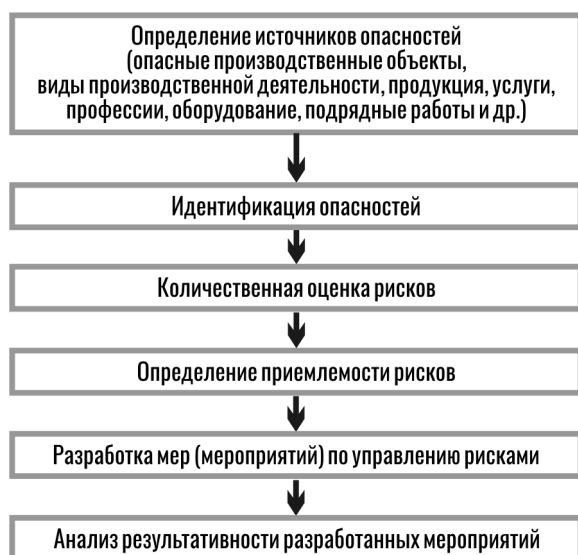 Определение источников опасностей
(опасные производственные объекты,
виды производственной деятельности, продукция, услуги,
профессии, оборудование, подрядные работы и др.)
Идентификация опасностей
Количественная оценка рисков
Определение приемлемости рисков
Разработка мер (мероприятий) по управлению рисками
Анализ результативности разработанных мероприятий